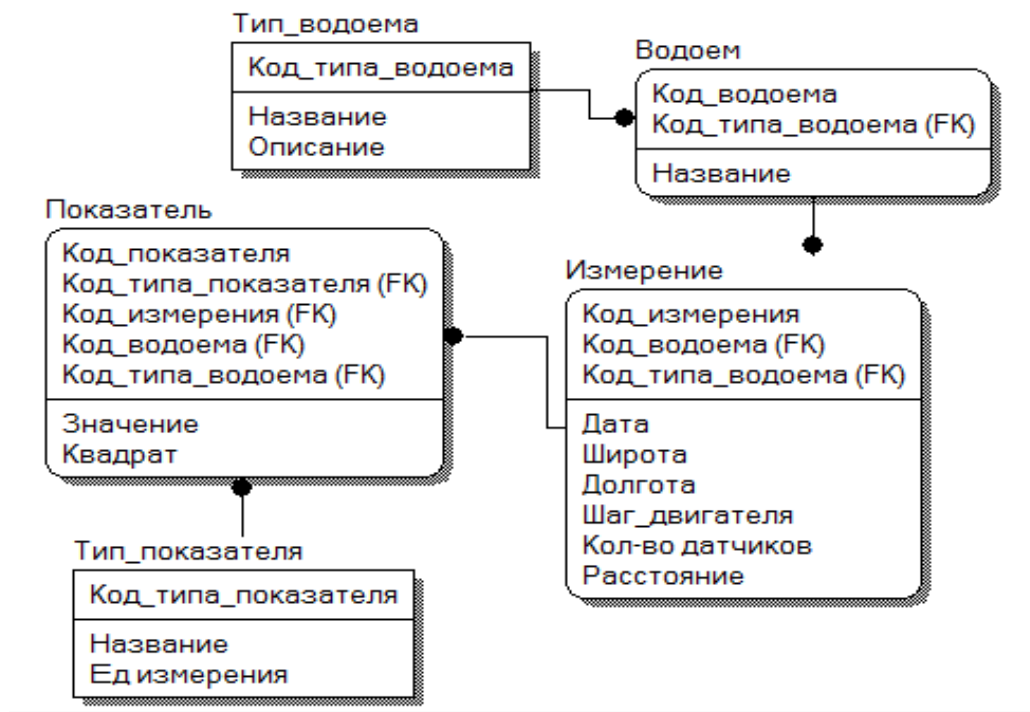 Тип_водоема
Код_типа_водоема
Название
Описание
Водоем
Код_водоема
Код_типа_водоема (FK)
Название
Показатель
Код_показателя
Код_типа_показателя (FK)
Код_измерения (FK)
Код_водоема (FK)
Код_типа_водоема (FK)
Значение
Квадрат
Измерение
Код_измерения
Код_водоема (FK)
Код_типа_водоема (FK)
Дата
Широта
Долгота
Шаг_двигателя
Кол-во датчиков
Расстояние
Тип_показателя
Код_типа_показателя
Название
Ед измерения